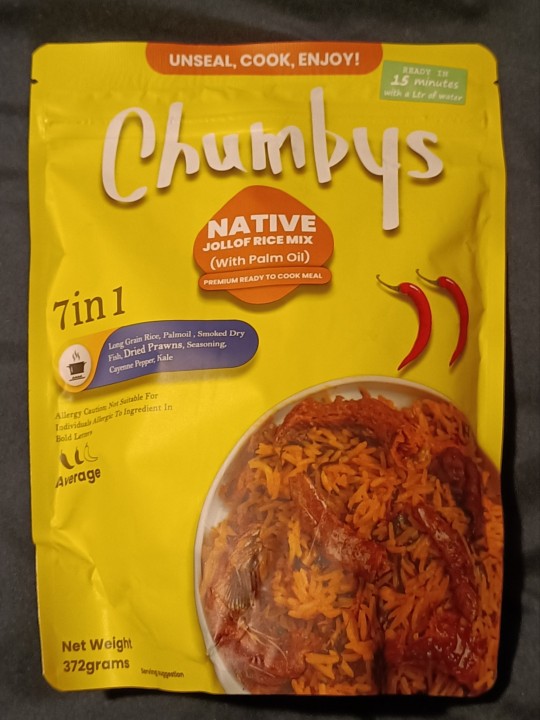 UNSEAL, COOK, ENJOY!
READY IN
15 minutes
with a Ltr of water
Chumbys
NATIVE
JOLLOF RICE MIX
(With Palm Oil)
PREMIUM READY TO COOK MEAL
7in1
Long Grain Rice, Palmoil , Smoked Dry
Fish, Dried Prawns, Seasoning,
Cayenne Pepper, Kale
Allergy Caution: Not Suitable For
Individuals Allergic To Ingredient In
Bold Letters
Average
Net Weight
372grams
Serving suggestion